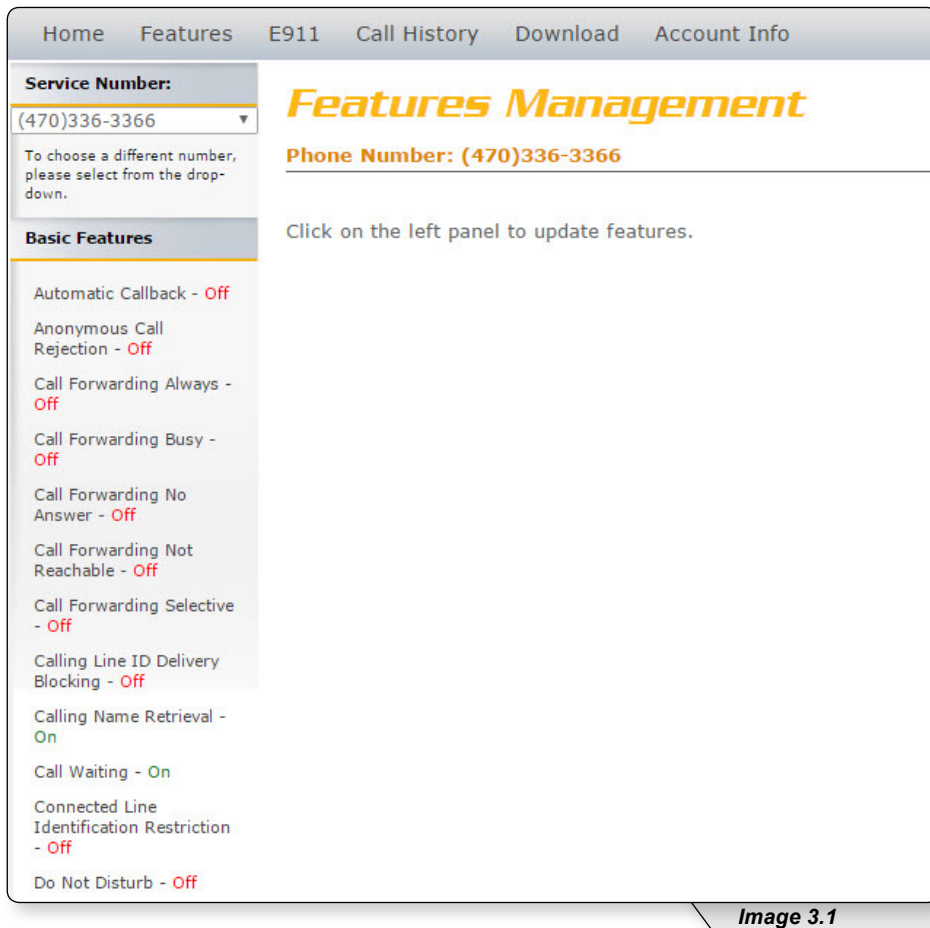 Home Features E911 Call History Download Account Info
Service Number:
(470)336-3366
To choose a different number,
please select from the drop-
down.
Basic Features
Automatic Callback - Off
Anonymous Call
Rejection - Off
Call Forwarding Always -
Off
Call Forwarding Busy -
Off
Call Forwarding No
Answer - Off
Call Forwarding Not
Reachable - Off
Call Forwarding Selective
- Off
Calling Line ID Delivery
Blocking - Off
Calling Name Retrieval -
On
Call Waiting - On
Connected Line
Identification Restriction
- Off
Do Not Disturb - Off
Features Management
Phone Number: (470)336-3366
Click on the left panel to update features.
Image 3.1